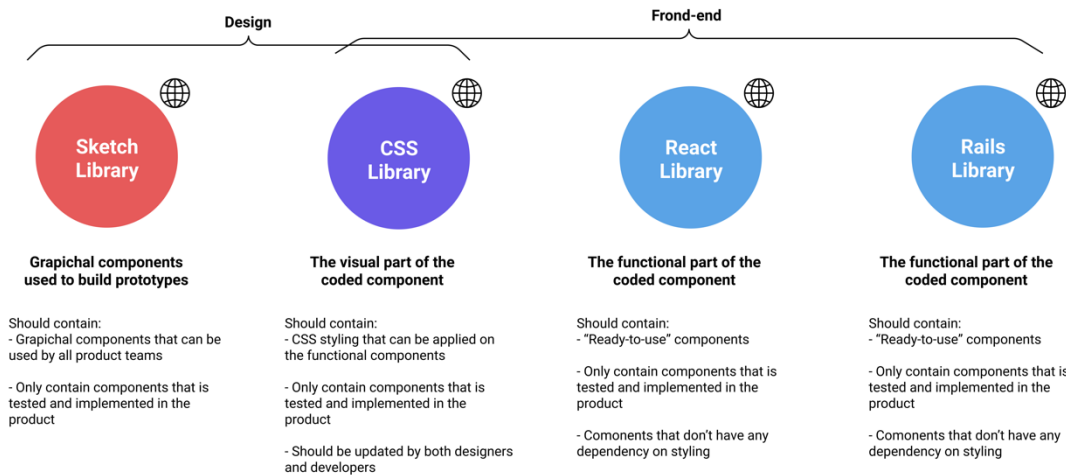 Design
Frond-end
Sketch
Library
CSS
Library
React
Library
Rails
Library
Grapichal components
used to build prototypes
Should contain:
- Grapichal components that can be
used by all product teams
- Only contain components that is
tested and implemented in the
product
The visual part of the
coded component
Should contain:
- CSS styling that can be applied on
the functional components
- Only contain components that is
tested and implemented in the
product
- Should be updated by both designers
and developers
The functional part of the
coded component
Should contain:
- “Ready-to-use” components
- Only contain components that is
tested and implemented in the
product
- Comonents that don’t have any
dependency on styling
The functional part of the
coded component
Should contain:
- “Ready-to-use” components
- Only contain components that is
tested and implemented in the
product
- Comonents that don’t have any
dependency on styling